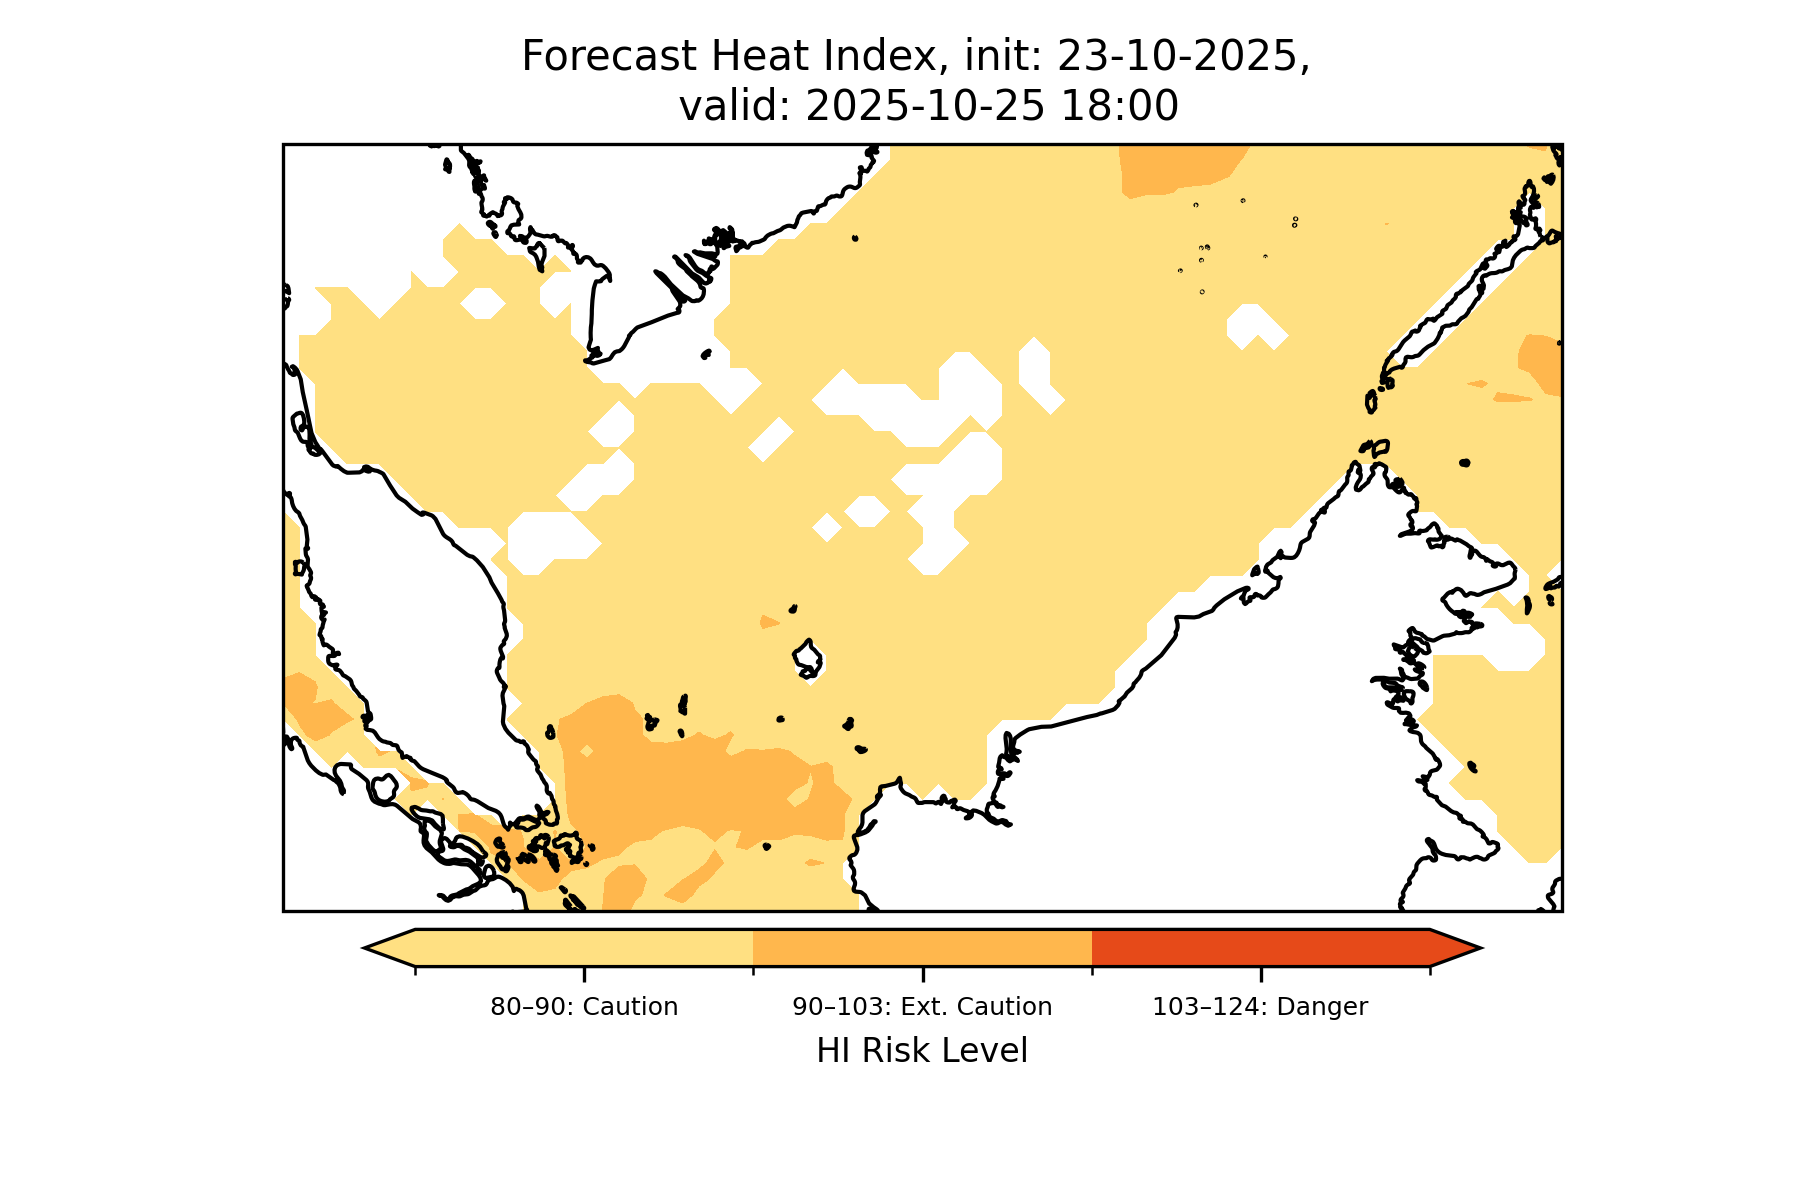 Forecast Heat Index, init: 23-10-2025,
valid: 2025-10-25 18:00
80–90: Caution
90–103: Ext. Caution
103–124: Danger
HI Risk Level